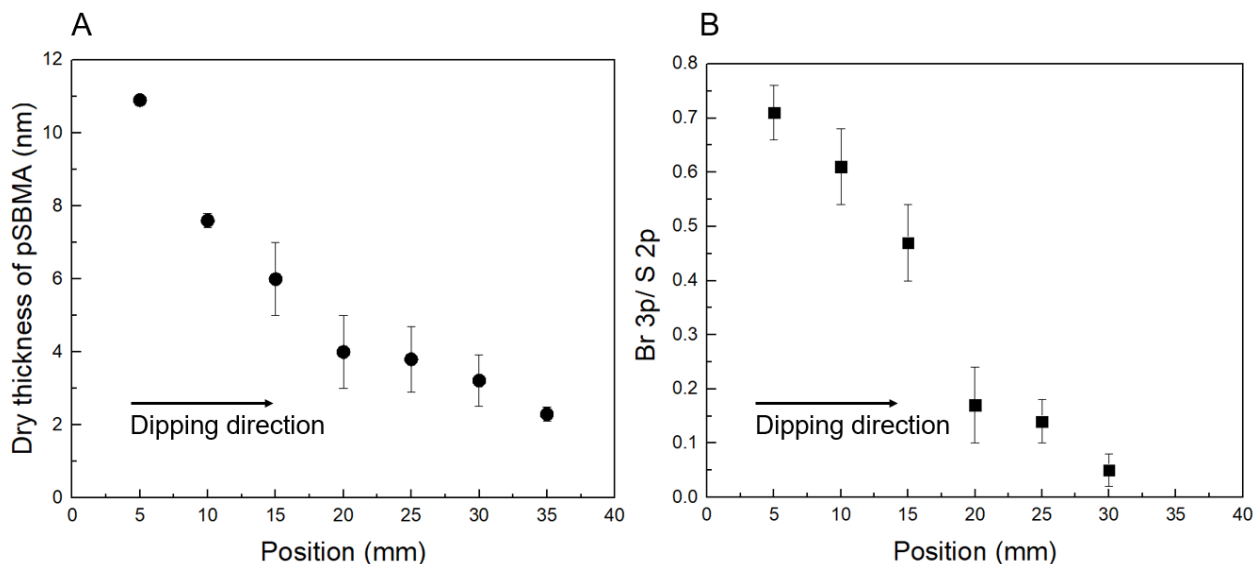 A
Dry thickness of pSBMA (nm)
12
10
8
6
4
2
0
Dipping direction
0 5 10 15 20 25 30 35 40
Position (mm)
B
Br 3p/ S 2p
0.8
0.7
0.6
0.5
0.4
0.3
0.2
0.1
0.0
Dipping direction
0 5 10 15 20 25 30 35 40
Position (mm)